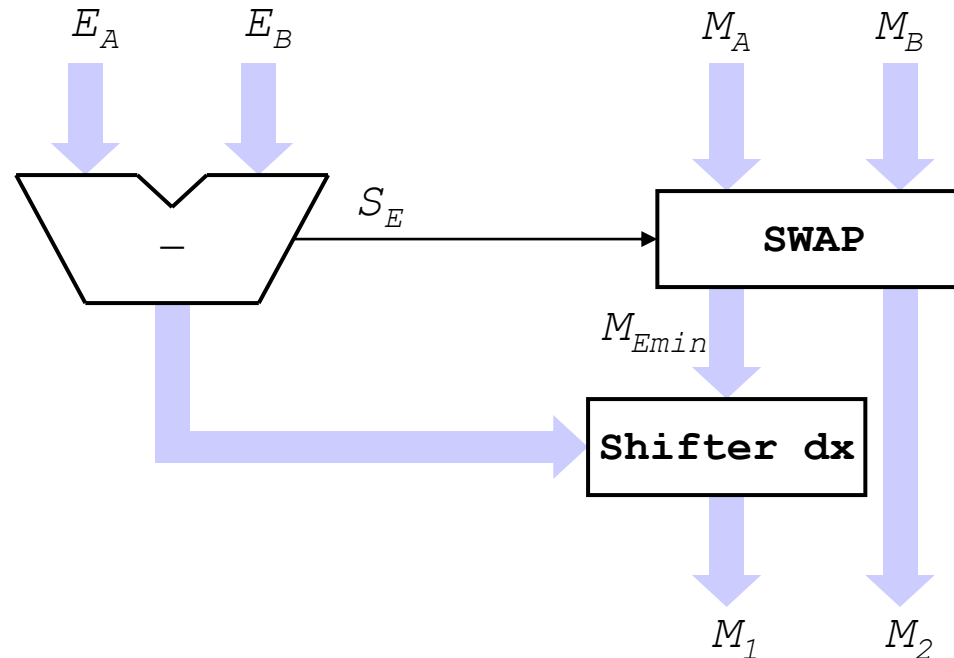 E_A E_B M_A M_B
S_E
SWAP
–
M_Emin
Shifter dx
M_1 M_2